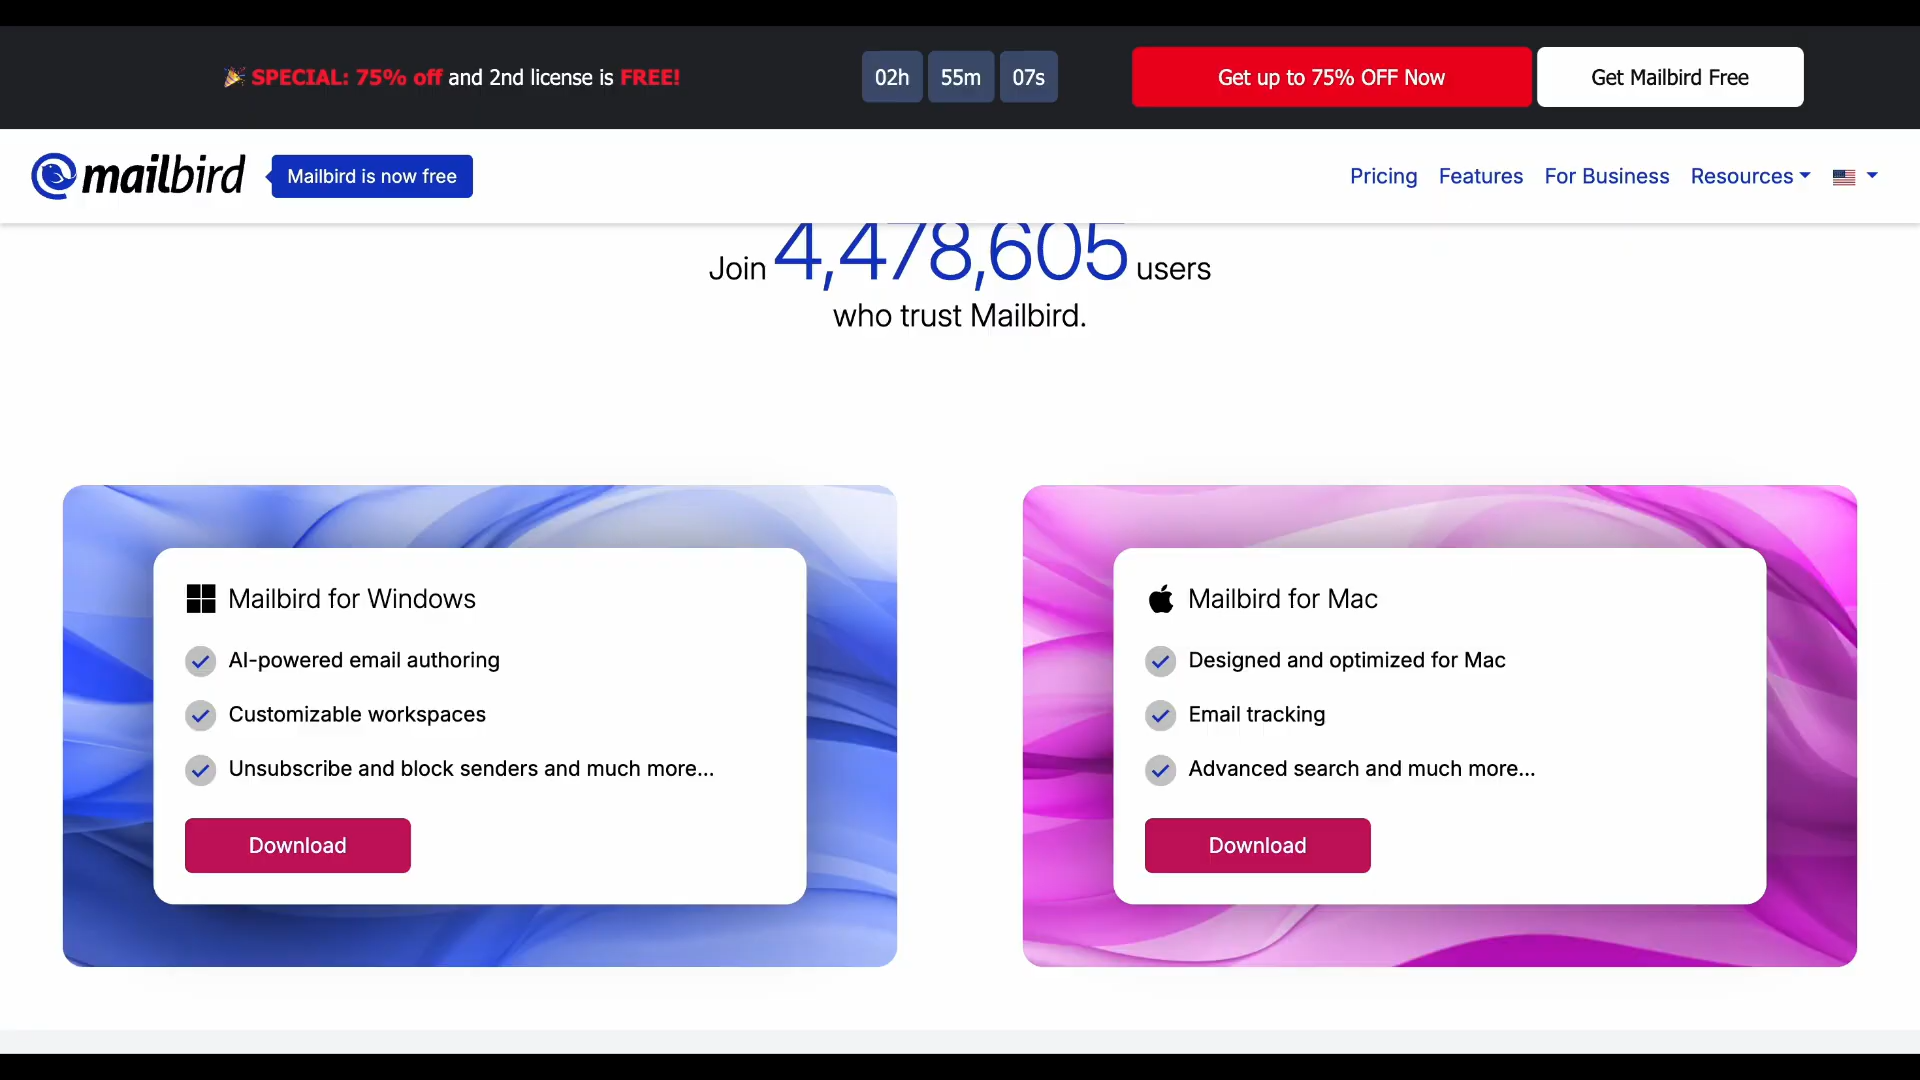 🎉 SPECIAL: 75% off and 2nd license is FREE!
02h 55m 07s
Get up to 75% OFF Now
Get Mailbird Free
mailbird
Mailbird is now free
Pricing Features For Business Resources
Join 4,478,605 users
who trust Mailbird.
Mailbird for Windows
AI-powered email authoring
Customizable workspaces
Unsubscribe and block senders and much more...
Download
Mailbird for Mac
Designed and optimized for Mac
Email tracking
Advanced search and much more...
Download